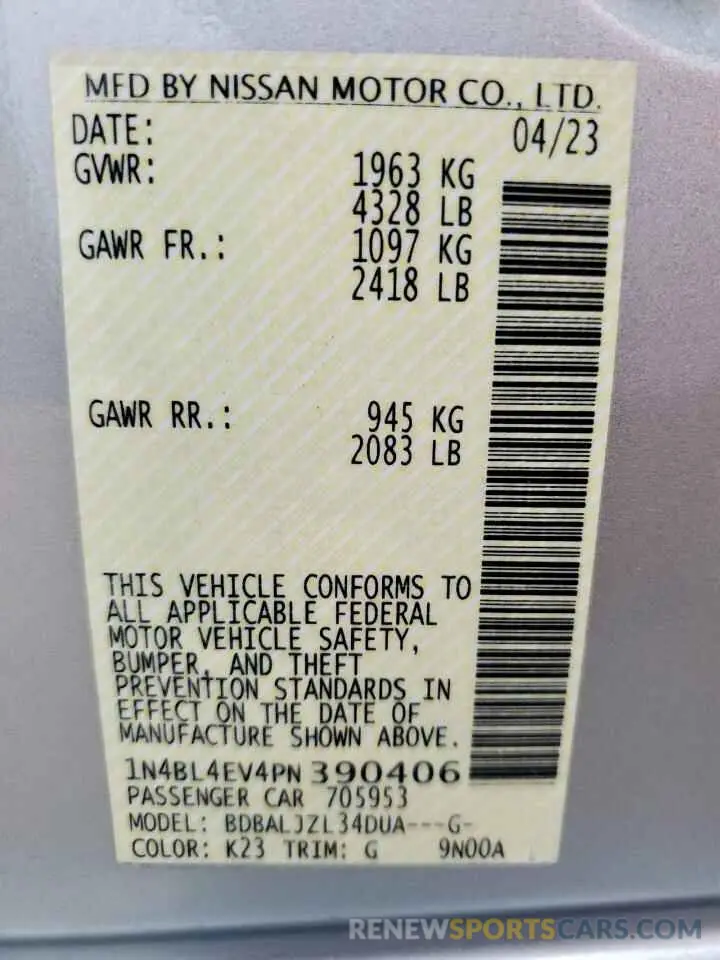 MFD BY NISSAN MOTOR CO., LTD.
DATE: 04/23
GVWR: 1963 KG
4328 LB
GAWR FR.: 1097 KG
2418 LB
GAWR RR.: 945 KG
2083 LB
THIS VEHICLE CONFORMS TO
ALL APPLICABLE FEDERAL
MOTOR VEHICLE SAFETY,
BUMPER, AND THEFT
PREVENTION STANDARDS IN
EFFECT ON THE DATE OF
MANUFACTURE SHOWN ABOVE.
1N4BL4EV4PN390406
PASSENGER CAR 705953
MODEL: BDBALJZL34DUA---G-
COLOR: K23 TRIM: G 9N00A
RENEWSPORTSCARS.COM